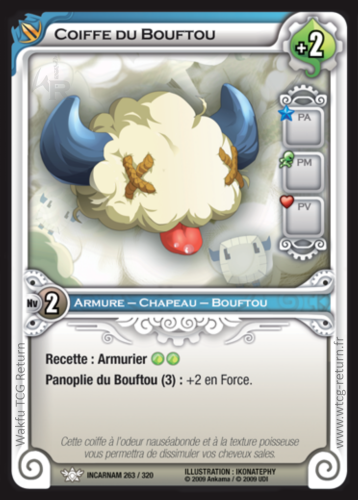 COIFFE DU BOUFTOU
+2
PA
PM
PV
Nv 2
ARMURE – CHAPEAU – BOUFTOU
Recette : Armurier
Panoplie du Bouftou (3) : +2 en Force.
Cette coiffe à l'odeur nauséabonde et à la texture poisseuse
vous permettra de dissimuler vos cheveux sales.
INCARNAM 263 / 320
ILLUSTRATION : IKONATEPHY
© 2009 Ankama / © 2009 UDI
Wakfu TCG Return
www.wtcg-return.fr